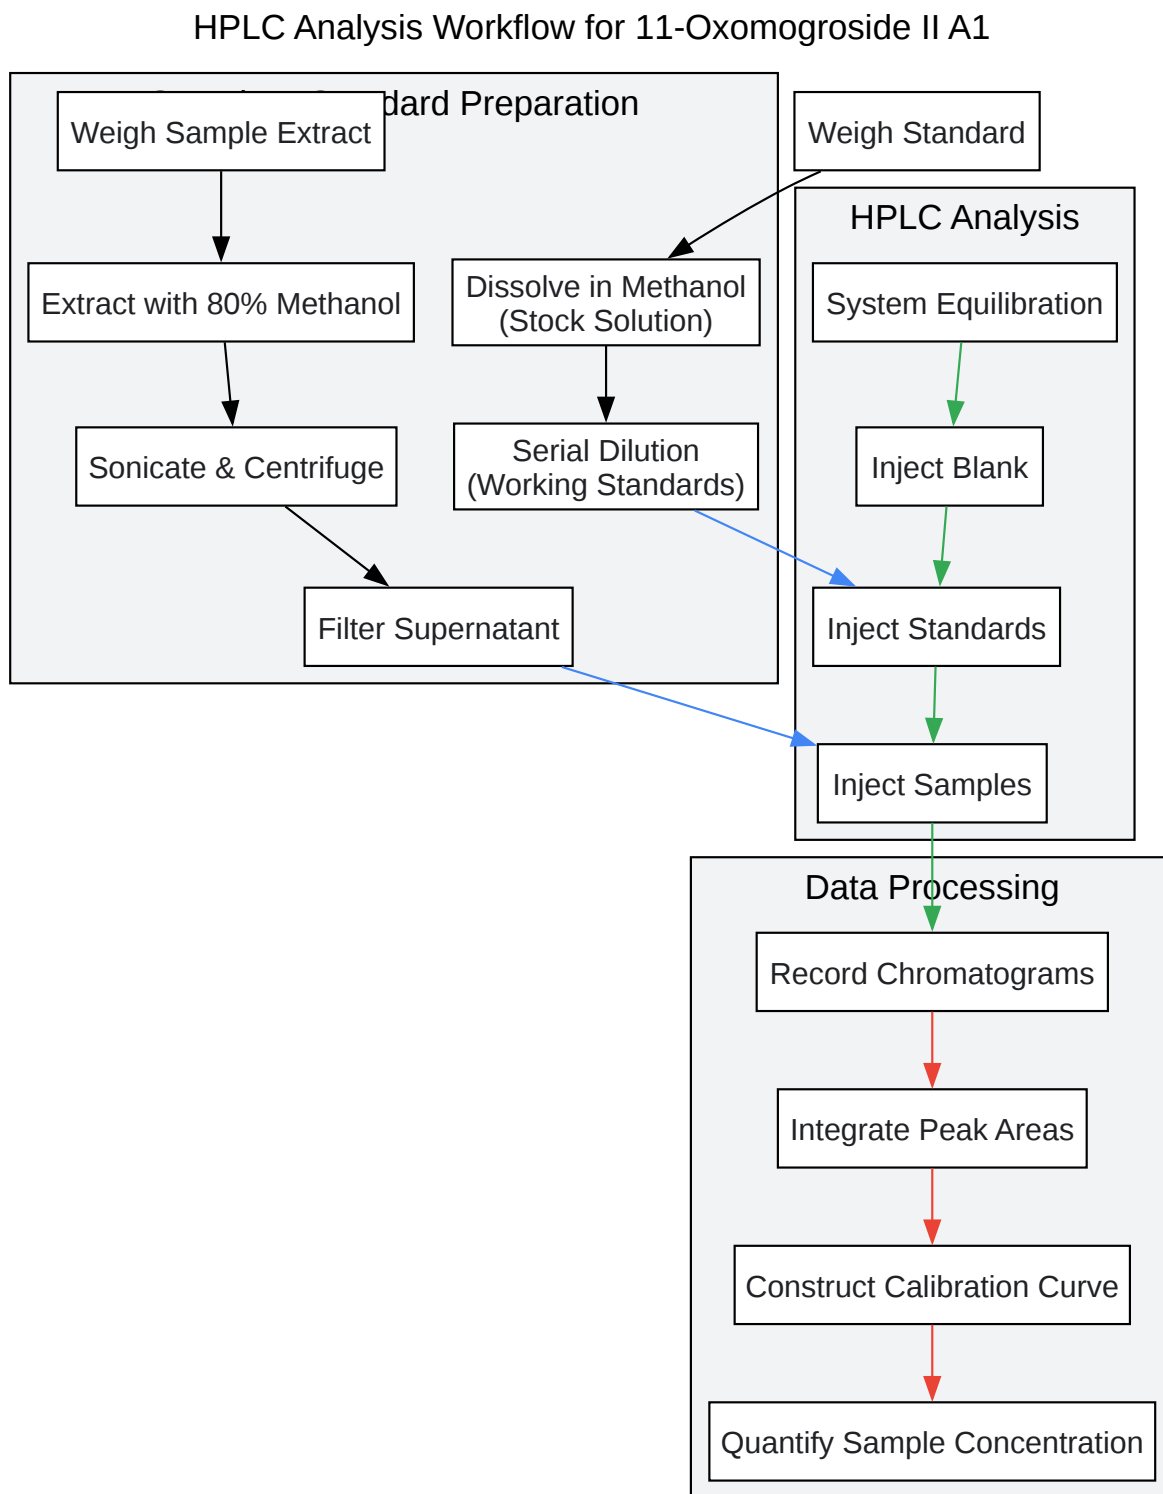 HPLC Analysis Workflow for 11-Oxomogroside II A1
dard Preparation
Weigh Sample Extract
Weigh Standard
HPLC Analysis
Extract with 80% Methanol
Dissolve in Methanol
(Stock Solution)
System Equilibration
Sonicate & Centrifuge
Serial Dilution
(Working Standards)
Inject Blank
Filter Supernatant
Inject Standards
Inject Samples
Data Processing
Record Chromatograms
Integrate Peak Areas
Construct Calibration Curve
Quantify Sample Concentration